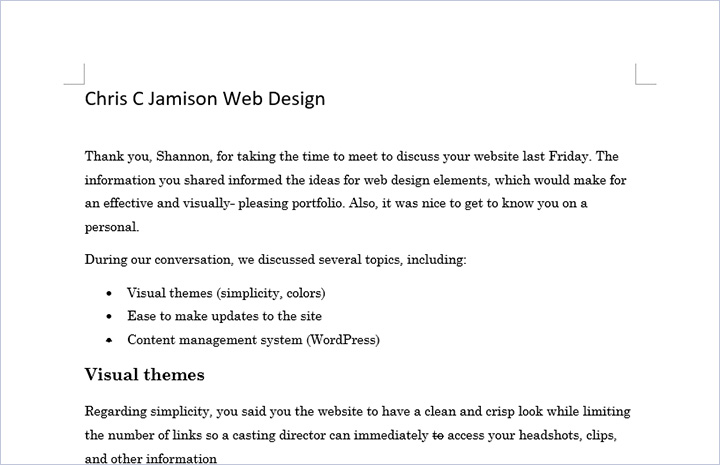 Chris C Jamison Web Design
Thank you, Shannon, for taking the time to meet to discuss your website last Friday. The
information you shared informed the ideas for web design elements, which would make for
an effective and visually- pleasing portfolio. Also, it was nice to get to know you on a
personal.
During our conversation, we discussed several topics, including:
• Visual themes (simplicity, colors)
• Ease to make updates to the site
• Content management system (WordPress)
Visual themes
Regarding simplicity, you said you the website to have a clean and crisp look while limiting
the number of links so a casting director can immediately to access your headshots, clips,
and other information